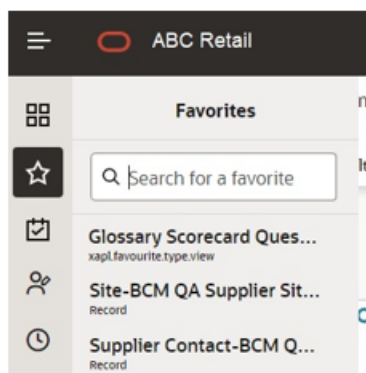 ABC Retail
Favorites
Search for a favorite
Glossary Scorecard Ques...
xapl.favourite.type.view
Site-BCM QA Supplier Sit...
Record
Supplier Contact-BCM Q...
Record